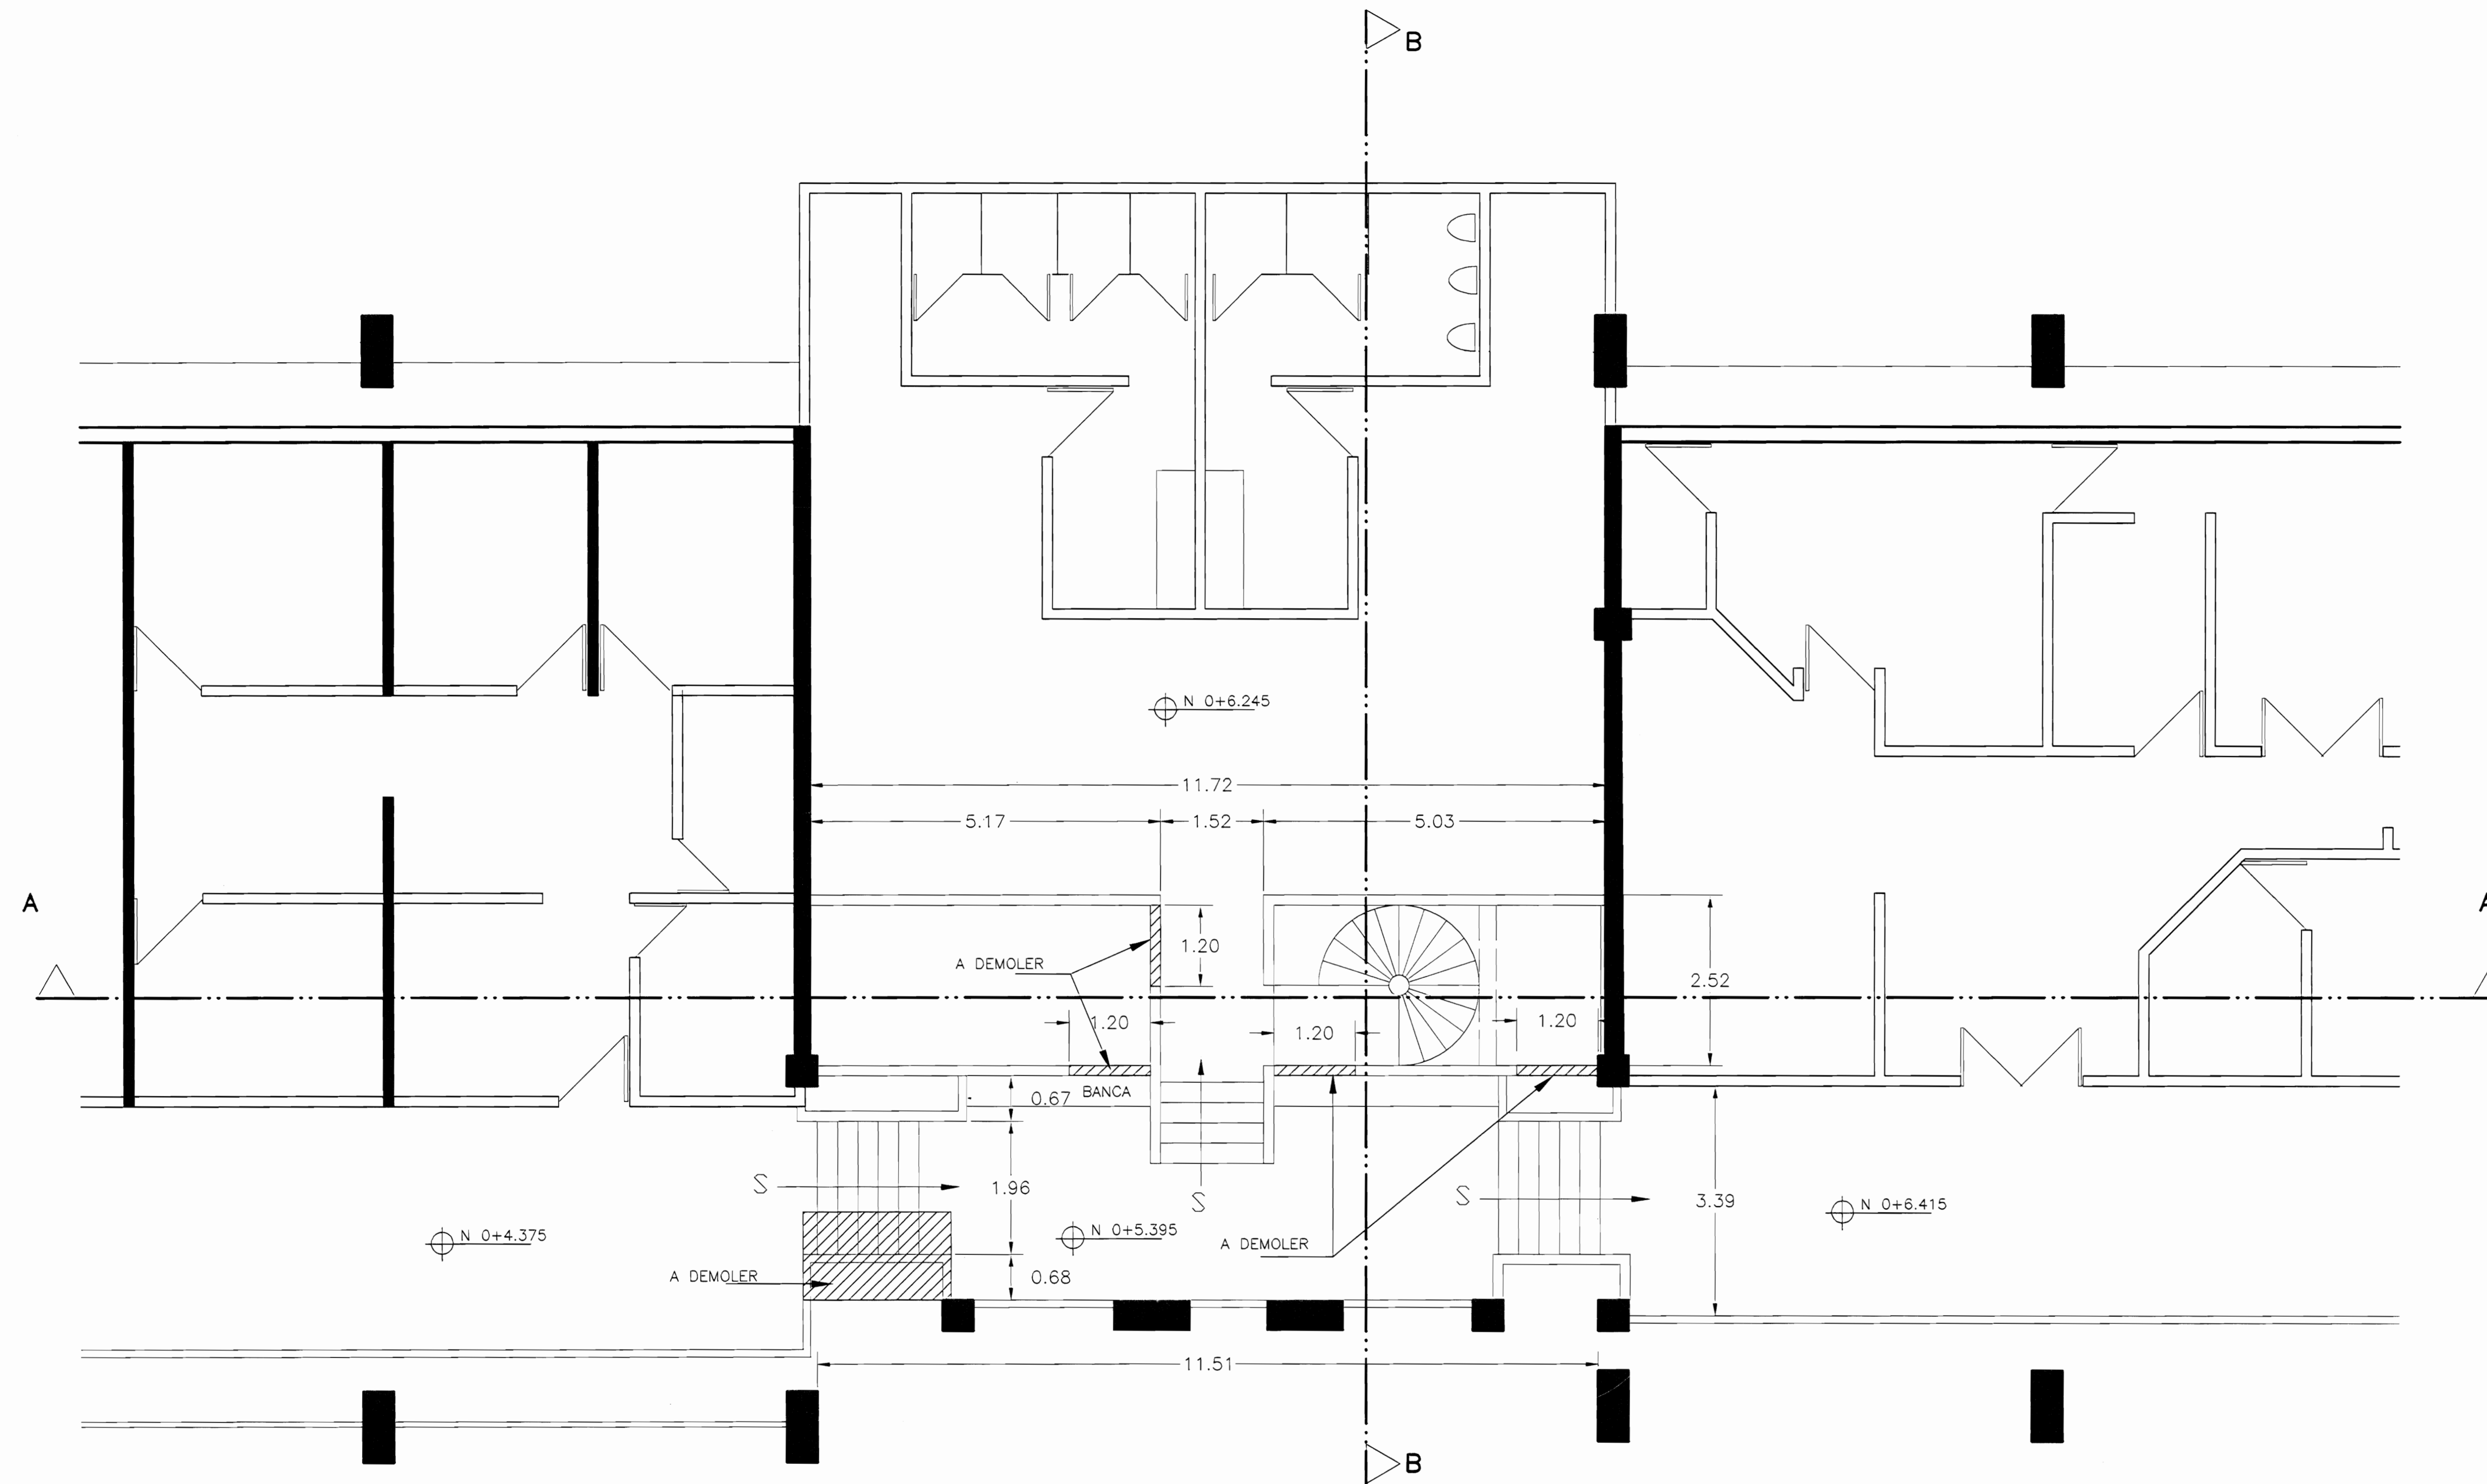 B
N 0+6.245
11.72
5.17 1.52 5.03
A
A
1.20
A DEMOLER
2.52
1.20
1.20
1.20
0.67
BANCA
S
1.96
S
S
3.39
N 0+4.375
N 0+5.395
A DEMOLER
N 0+6.415
A DEMOLER
0.68
11.51
B